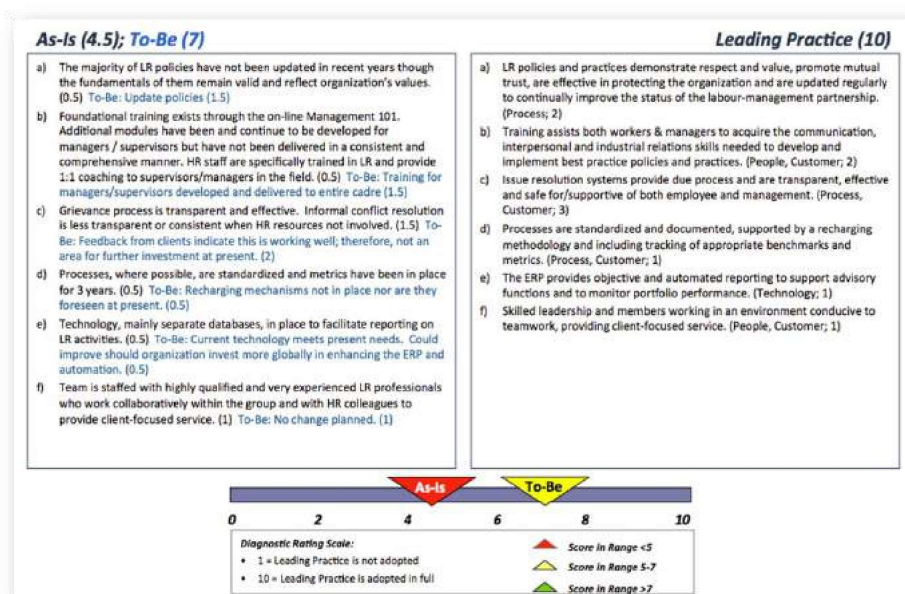 As-Is (4.5); To-Be (7)
a) The majority of LR policies have not been updated in recent years though
the fundamentals of them remain valid and reflect organization's values.
(0.5) To-Be: Update policies (1.5)
b) Foundational training exists through the on-line Management 101.
Additional modules have been and continue to be developed for
managers / supervisors but have not been delivered in a consistent and
comprehensive manner. HR staff are specifically trained in LR and provide
1:1 coaching to supervisors/managers in the field. (0.5) To-Be: Training for
managers/supervisors developed and delivered to entire cadre (1.5)
c) Grievance process is transparent and effective. Informal conflict resolution
is less transparent or consistent when HR resources not involved. (1.5) To-
Be: Feedback from clients indicate this is working well; therefore, not an
area for further investment at present. (2)
d) Processes, where possible, are standardized and metrics have been in place
for 3 years. (0.5) To-Be: Recharging mechanisms not in place nor are they
foreseen at present. (0.5)
e) Technology, mainly separate databases, in place to facilitate reporting on
LR activities. (0.5) To-Be: Current technology meets present needs. Could
improve should organization invest more globally in enhancing the ERP and
automation. (0.5)
f) Team is staffed with highly qualified and very experienced LR professionals
who work collaboratively within the group and with HR colleagues to
provide client-focused service. (1) To-Be: No change planned. (1)
Leading Practice (10)
a) LR policies and practices demonstrate respect and value, promote mutual
trust, are effective in protecting the organization and are updated regularly
to continually improve the status of the labour-management partnership.
(Process; 2)
b) Training assists both workers & managers to acquire the communication,
interpersonal and industrial relations skills needed to develop and
implement best practice policies and practices. (People, Customer; 2)
c) Issue resolution systems provide due process and are transparent, effective
and safe for/supportive of both employee and management. (Process,
Customer; 3)
d) Processes are standardized and documented, supported by a recharging
methodology and including tracking of appropriate benchmarks and
metrics. (Process, Customer; 1)
e) The ERP provides objective and automated reporting to support advisory
functions and to monitor portfolio performance. (Technology; 1)
f) Skilled leadership and members working in an environment conducive to
teamwork, providing client-focused service. (People, Customer; 1)
As-Is To-Be
0 2 4 6 8 10
Diagnostic Rating Scale:
• 1 = Leading Practice is not adopted
• 10 = Leading Practice is adopted in full
Score in Range <5
Score in Range 5-7
Score in Range >7